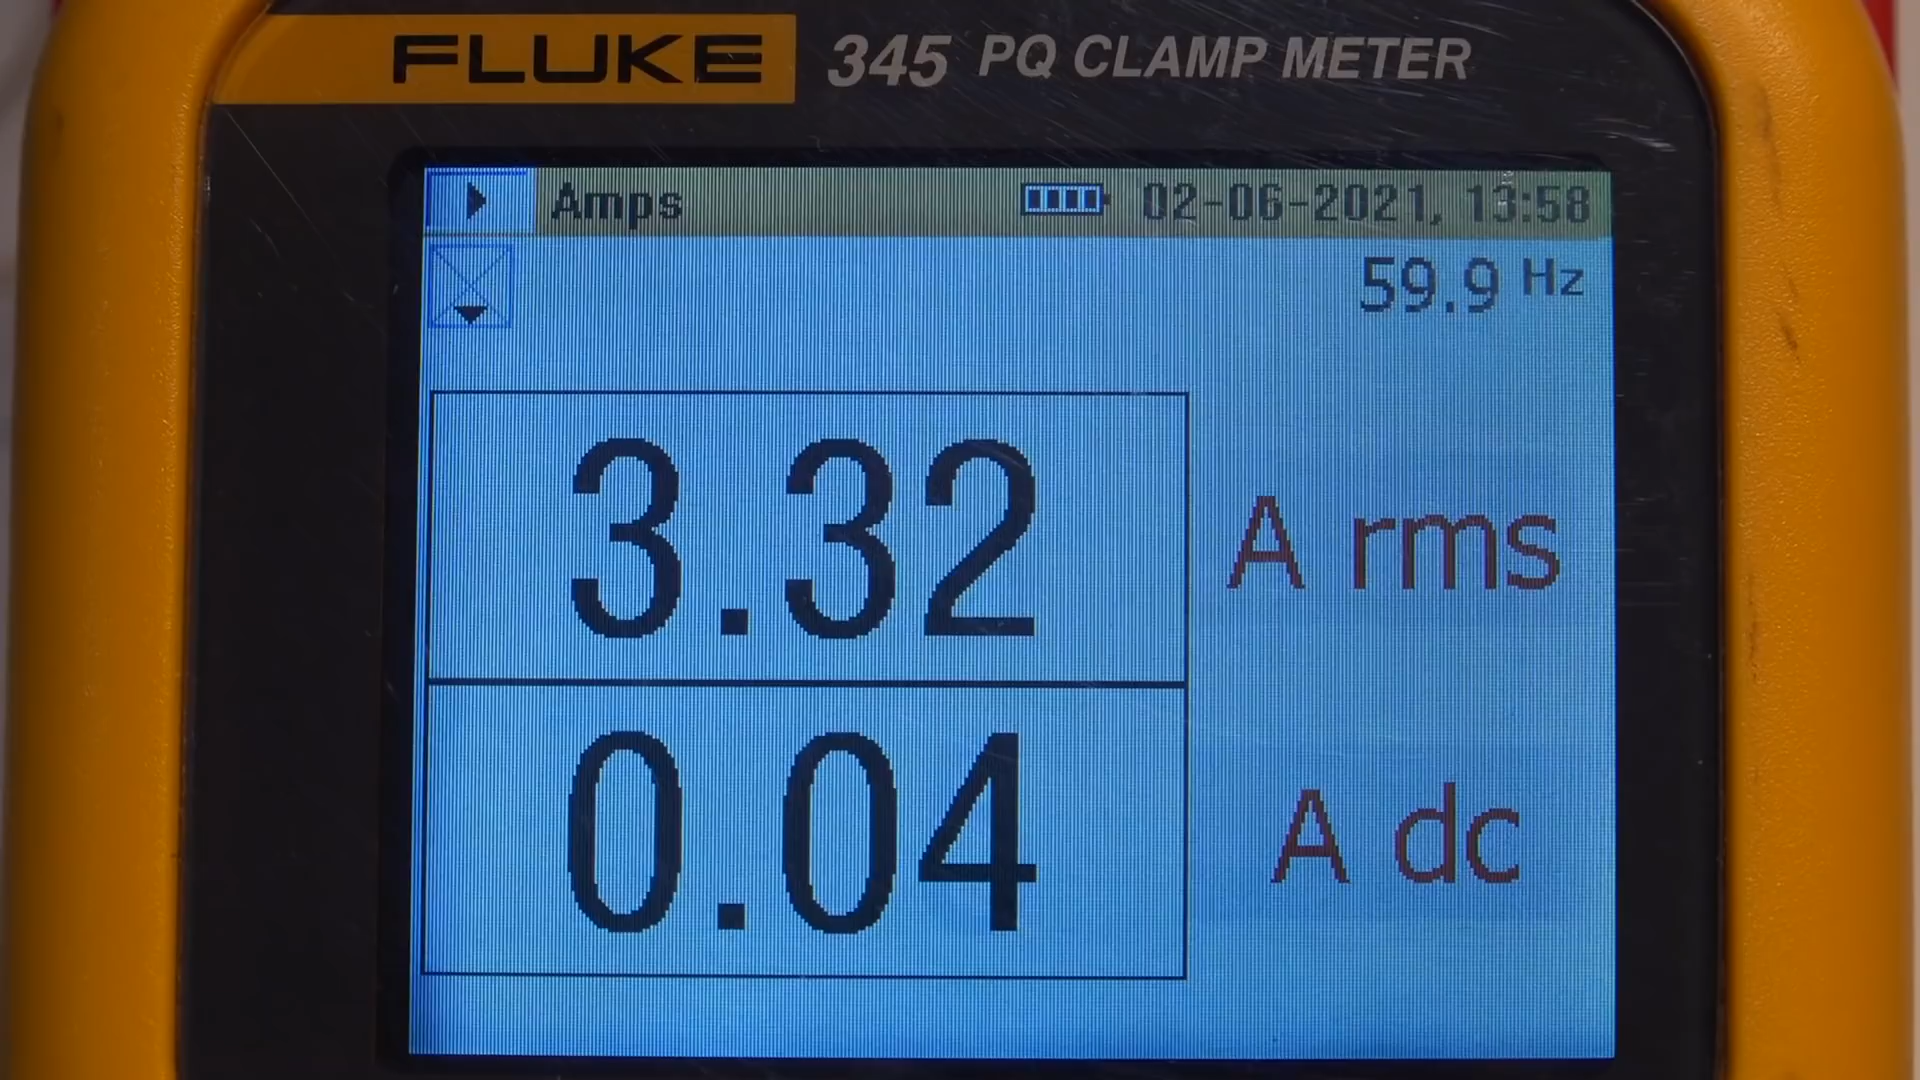 FLUKE 345 PQ CLAMP METER
Amps 02-06-2021, 13:58
59.9 Hz
3.32 A rms
0.04 A dc